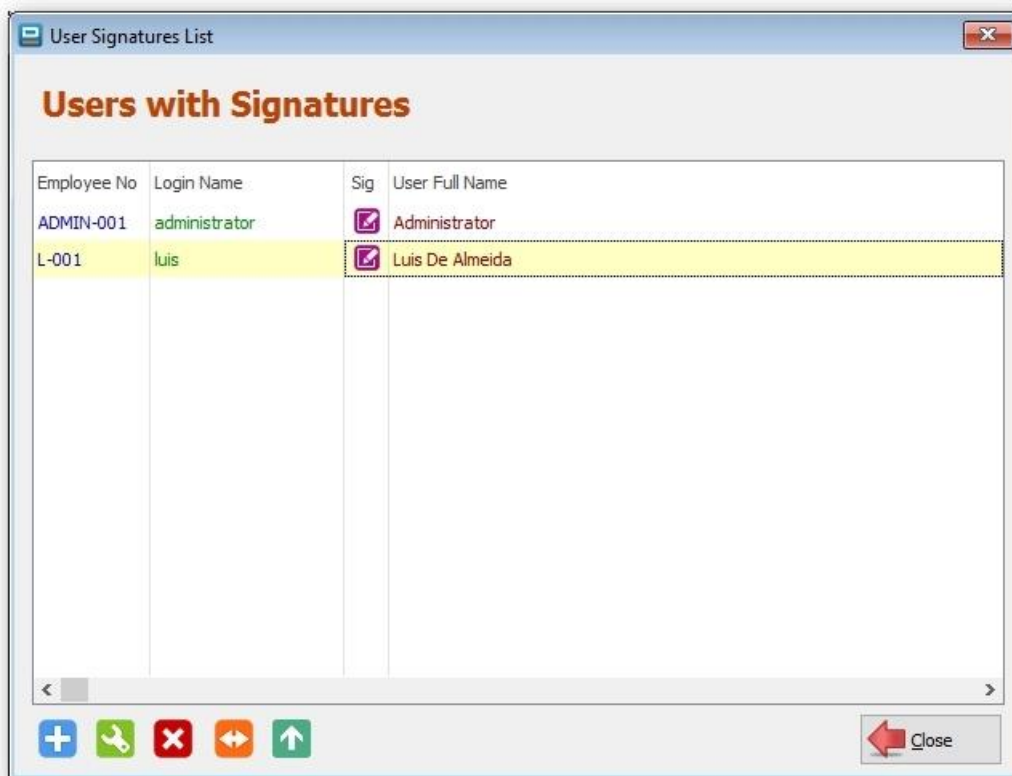 User Signatures List
Users with Signatures
Employee No Login Name Sig User Full Name
ADMIN-001 administrator Administrator
L-001 luis Luis De Almeida
Close